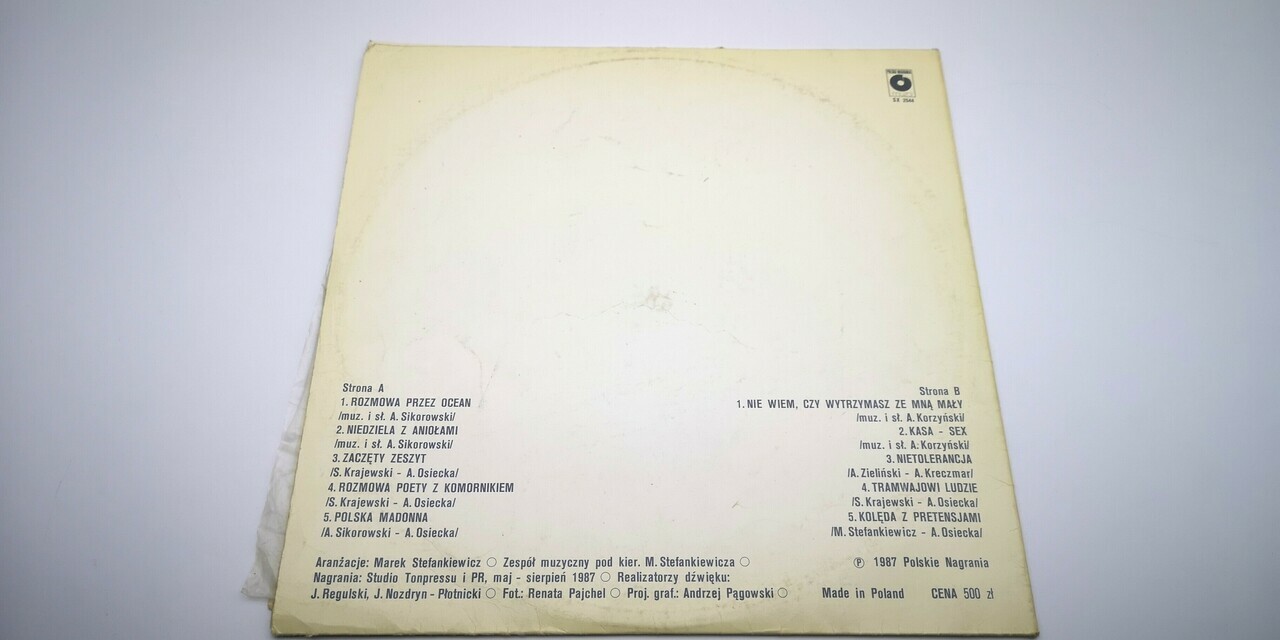 SX 2544
Strona A
1. ROZMOWA PRZEZ OCEAN
/muz. i sł. A. Sikorowski/
2. NIEDZIELA Z ANIOŁAMI
/muz. i sł. A. Sikorowski/
3. ZACZĘTY ZESZYT
/S. Krajewski - A. Osiecka/
4. ROZMOWA POETY Z KOMORNIKIEM
/S. Krajewski - A. Osiecka/
5. POLSKA MADONNA
/A. Sikorowski - A. Osiecka/
Strona B
1. NIE WIEM, CZY WYTRZYMASZ ZE MNĄ MAŁY
/muz. i sł. A. Korzyński/
2. KASA - SEX
/muz. i sł. A. Korzyński/
3. NIETOLERANCJA
/A. Zieliński - A. Kreczmar/
4. TRAMWAJOWI LUDZIE
/S. Krajewski - A. Osiecka/
5. KOLĘDA Z PRETENSJAMI
/M. Stefankiewicz - A. Osiecka/
Aranżacje: Marek Stefankiewicz ○ Zespół muzyczny pod kier. M. Stefankiewicza ○
Nagrania: Studio Tonpressu i PR, maj - sierpień 1987 ○ Realizatorzy dźwięku:
J. Regulski, J. Nozdryn - Płotnicki ○ Fot.: Renata Pajchel ○ Proj. graf.: Andrzej Pągowski ○
Ⓟ 1987 Polskie Nagrania
Made in Poland CENA 500 zł